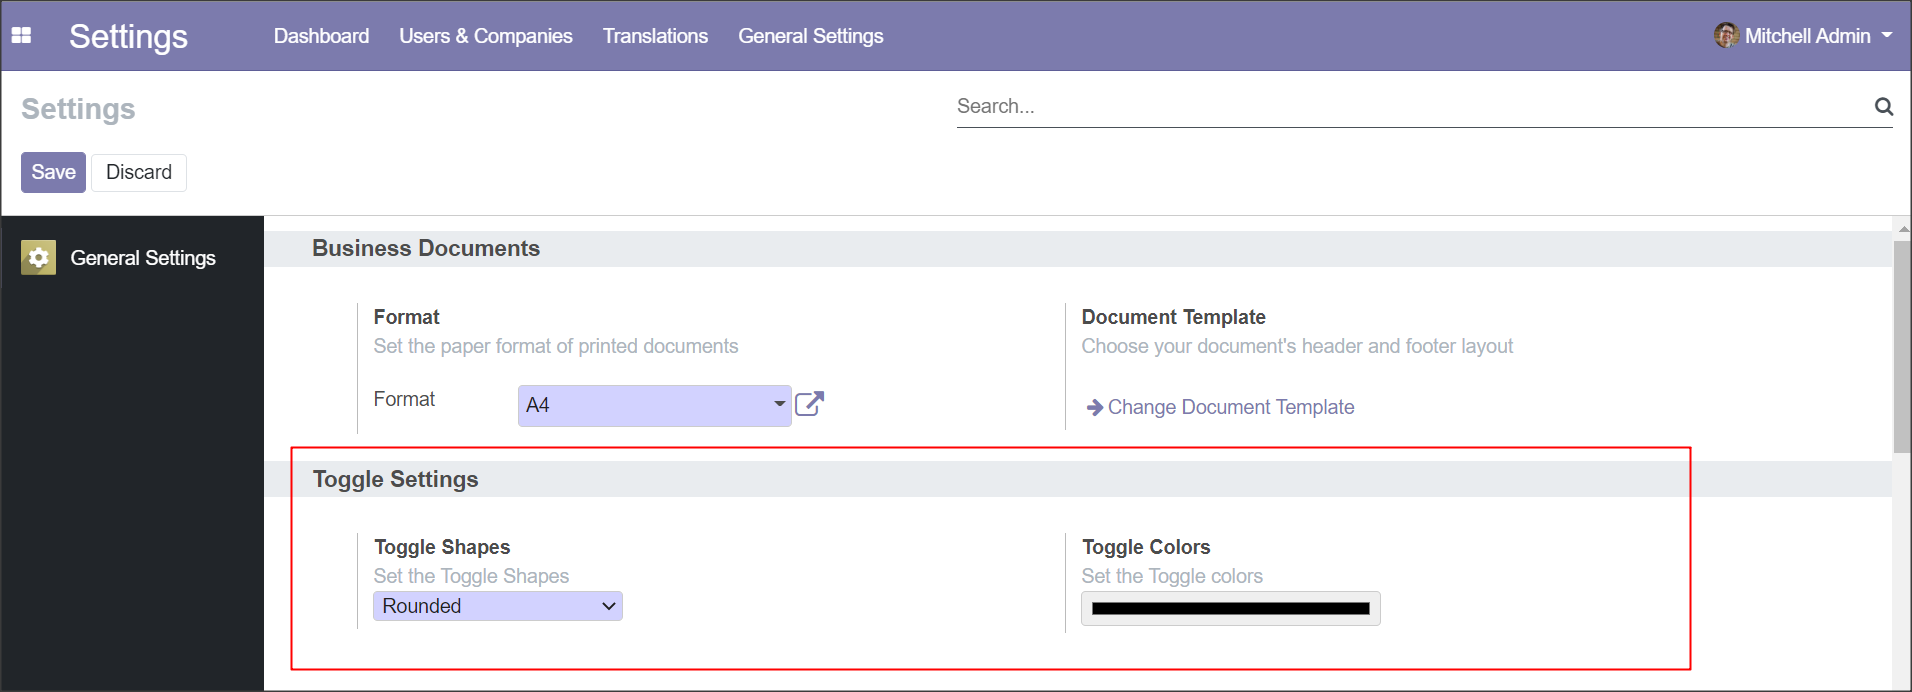 Settings
Dashboard
Users & Companies
Translations
General Settings
Mitchell Admin
Settings
Search...
Save
Discard
General Settings
Business Documents
Format
Set the paper format of printed documents
Format
A4
Document Template
Choose your document's header and footer layout
Change Document Template
Toggle Settings
Toggle Shapes
Set the Toggle Shapes
Rounded
Toggle Colors
Set the Toggle colors